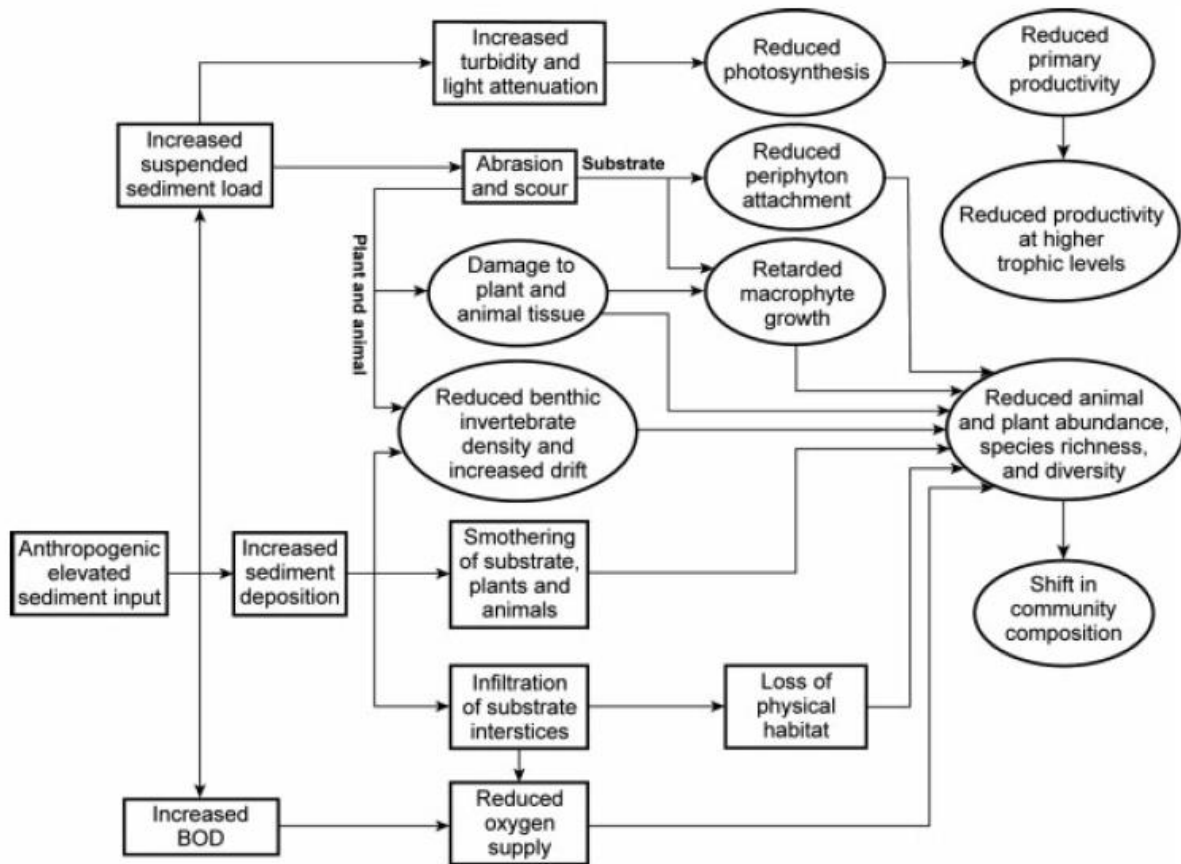 Increased
turbidity and
light attenuation
Reduced
photosynthesis
Reduced
primary
productivity
Increased
suspended
sediment load
Abrasion
and scour
Substrate
Reduced
periphyton
attachment
Reduced productivity
at higher
trophic levels
Plant and animal
Damage to
plant and
animal tissue
Retarded
macrophyte
growth
Reduced benthic
invertebrate
density and
increased drift
Reduced animal
and plant abundance,
species richness,
and diversity
Anthropogenic
elevated
sediment input
Increased
sediment
deposition
Smothering
of substrate,
plants and
animals
Shift in
community
composition
Infiltration
of substrate
interstices
Loss of
physical
habitat
Increased
BOD
Reduced
oxygen
supply